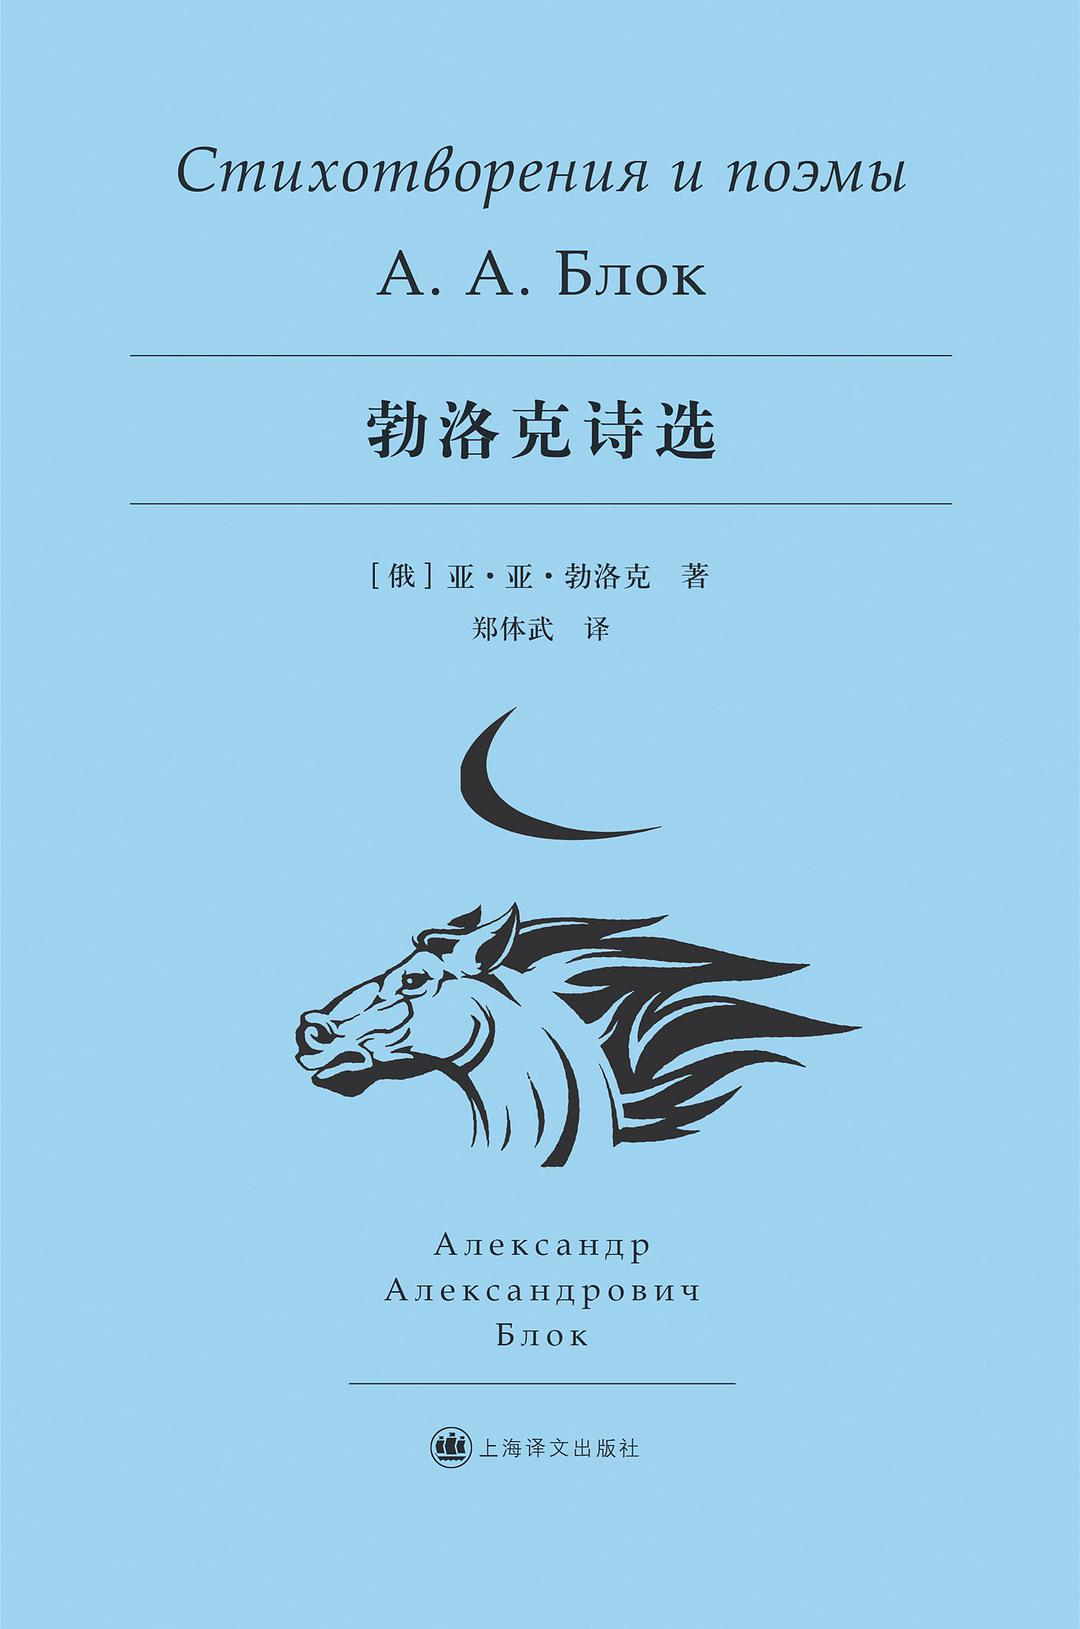 Стихотворения и поэмы
А. А. Блок
勃洛克诗选
[俄]亚·亚·勃洛克 著
郑体武 译
Александр
Александрович
Блок
上海译文出版社